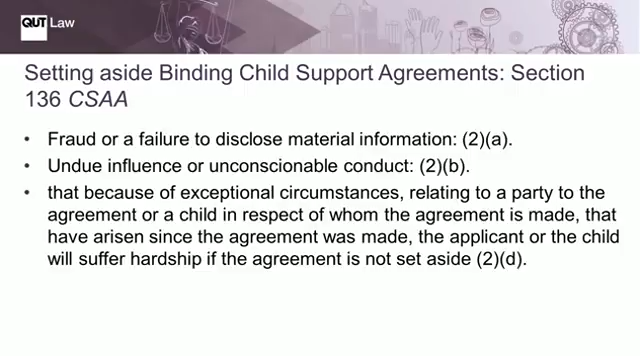 QUT Law
Setting aside Binding Child Support Agreements: Section
136 CSAA
• Fraud or a failure to disclose material information: (2)(a).
• Undue influence or unconscionable conduct: (2)(b).
• that because of exceptional circumstances, relating to a party to the
agreement or a child in respect of whom the agreement is made, that
have arisen since the agreement was made, the applicant or the child
will suffer hardship if the agreement is not set aside (2)(d).